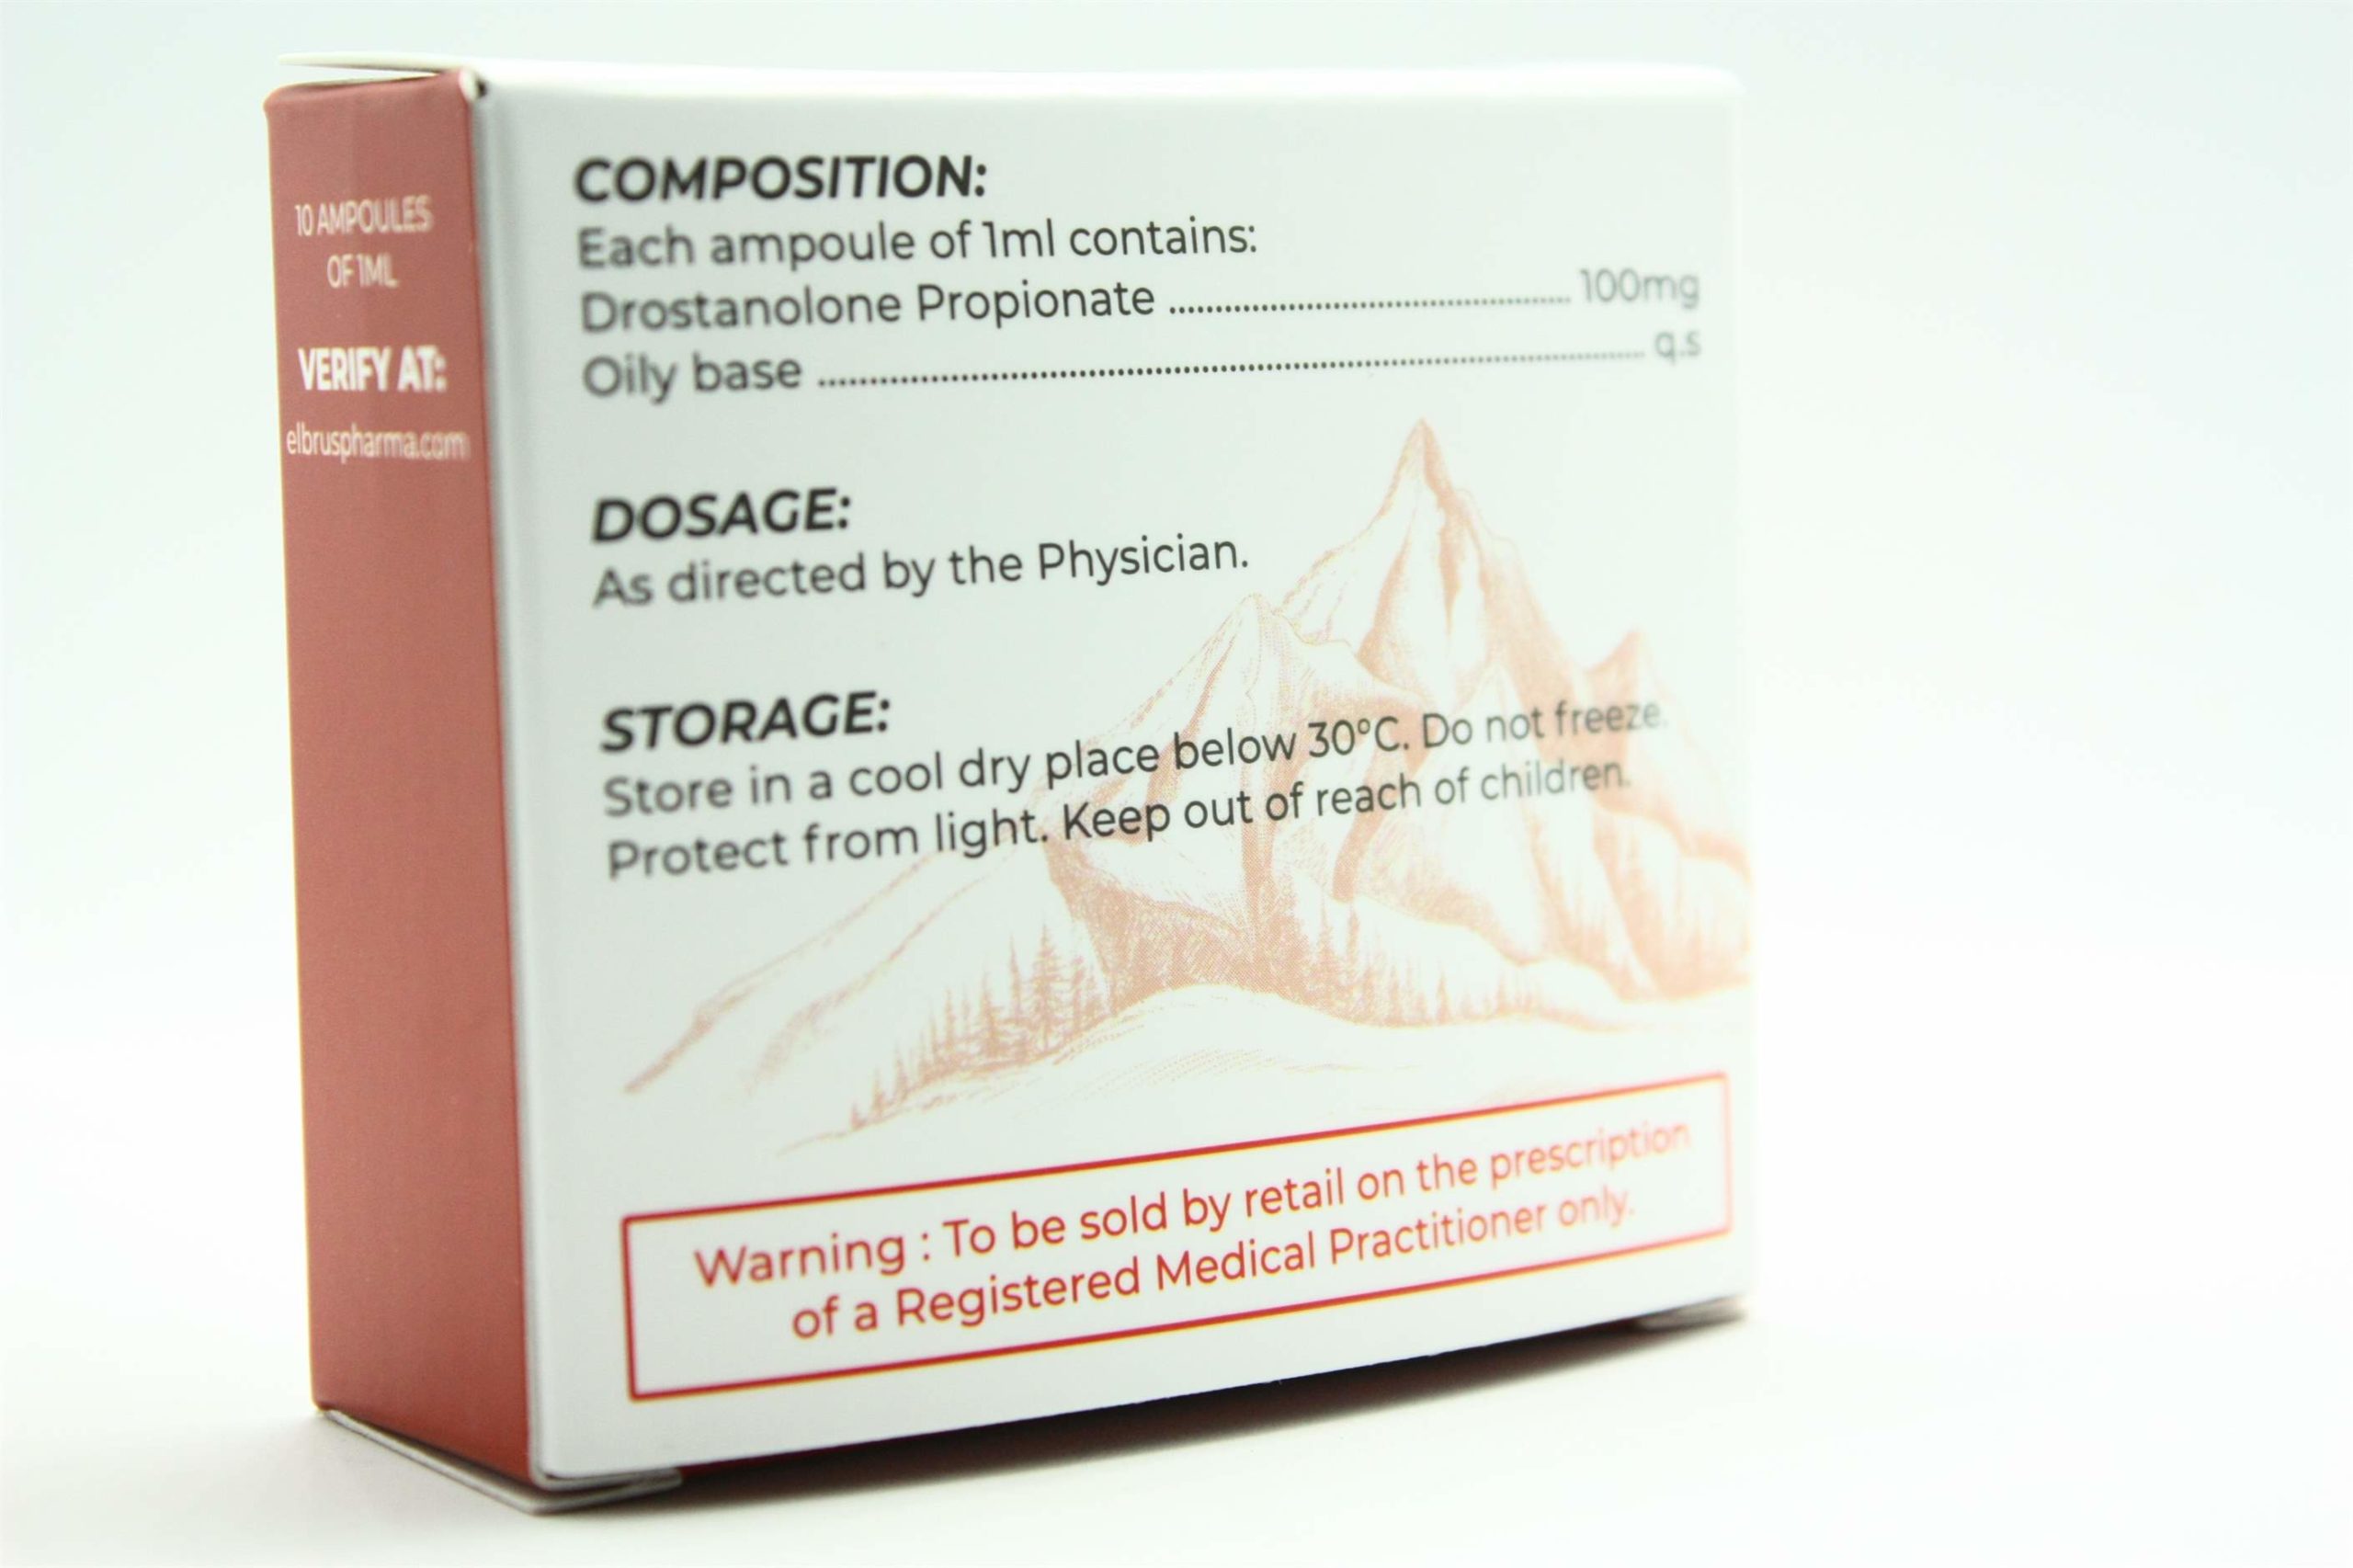 10 AMPOULES
OF 1ML
VERIFY AT:
elbruspharma.com
COMPOSITION:
Each ampoule of 1ml contains:
Drostanolone Propionate ........................................... 100mg
Oily base ......................................................................................... q.s
DOSAGE:
As directed by the Physician.
STORAGE:
Store in a cool dry place below 30°C. Do not freeze.
Protect from light. Keep out of reach of children.
Warning : To be sold by retail on the prescription
of a Registered Medical Practitioner only.